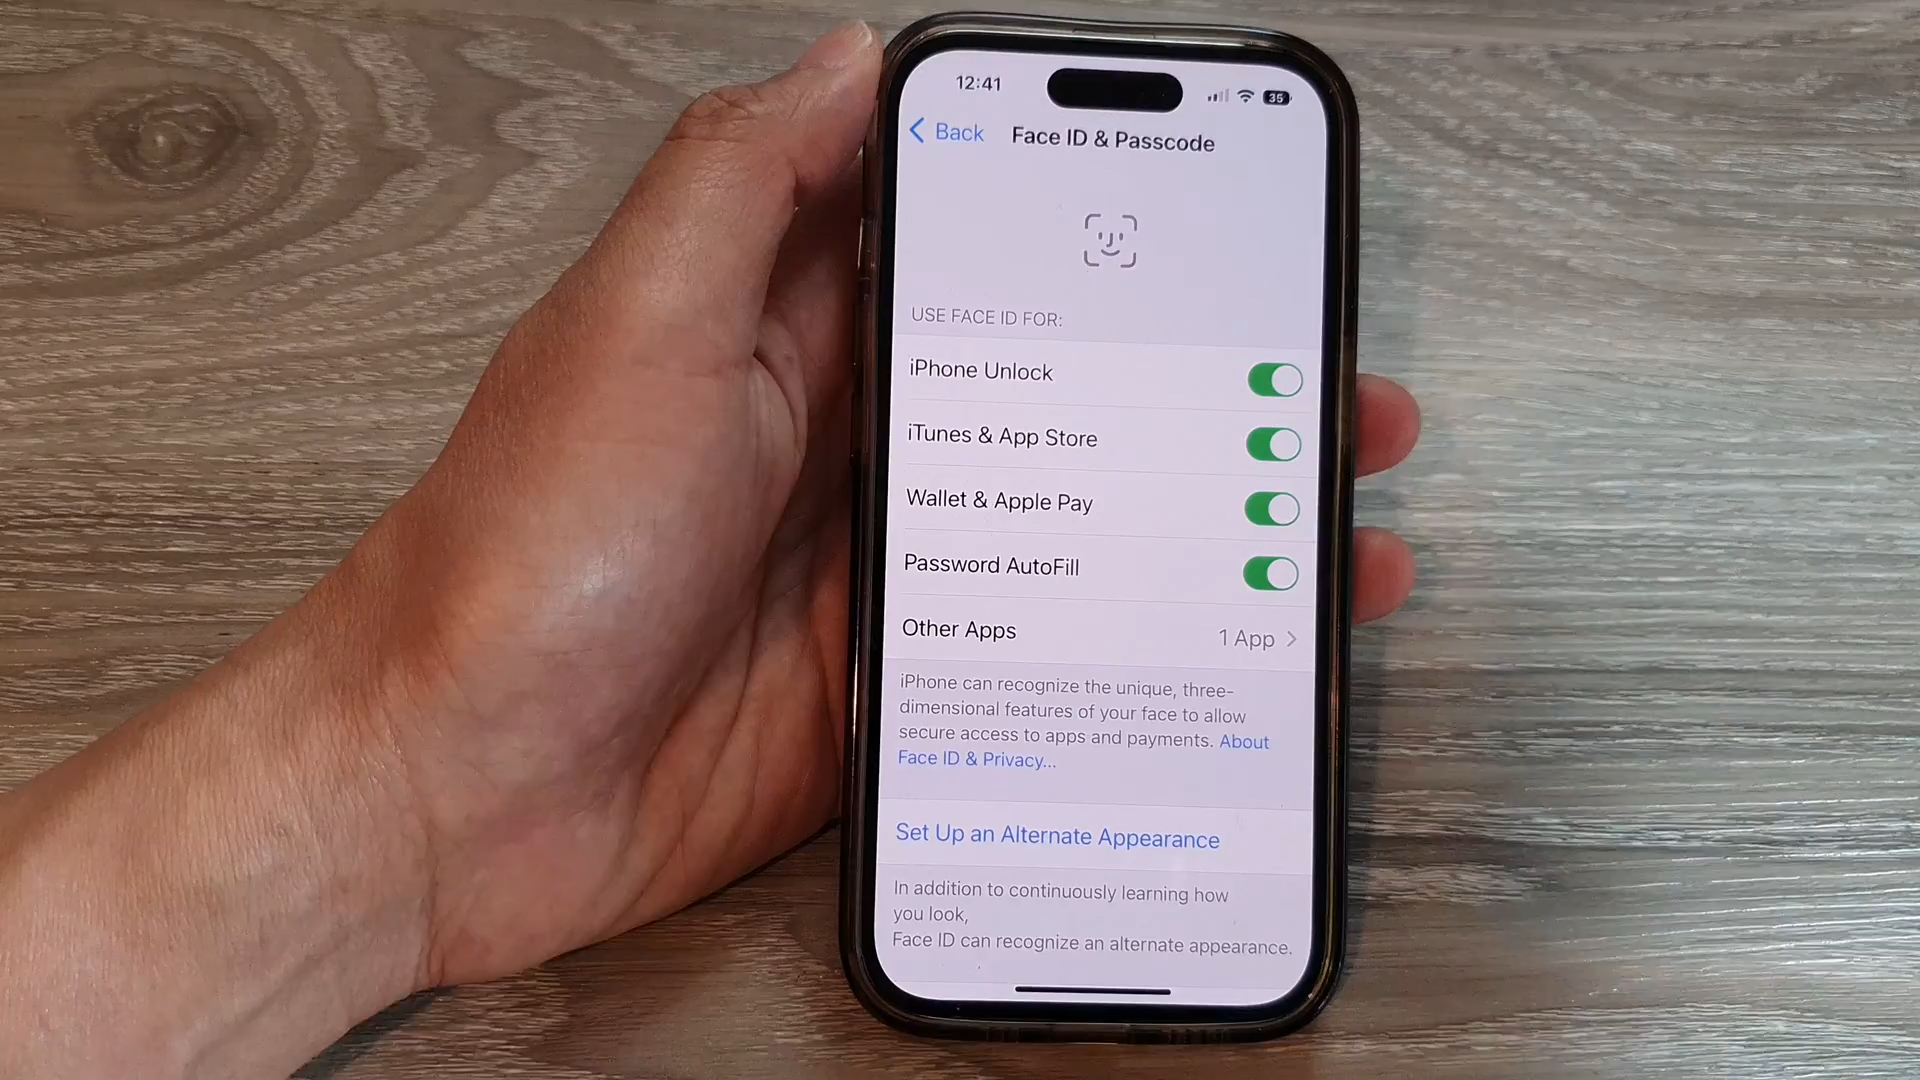 12:41
35
Back
Face ID & Passcode
USE FACE ID FOR:
iPhone Unlock
iTunes & App Store
Wallet & Apple Pay
Password AutoFill
Other Apps 1 App
iPhone can recognize the unique, three-
dimensional features of your face to allow
secure access to apps and payments. About
Face ID & Privacy...
Set Up an Alternate Appearance
In addition to continuously learning how
you look,
Face ID can recognize an alternate appearance.